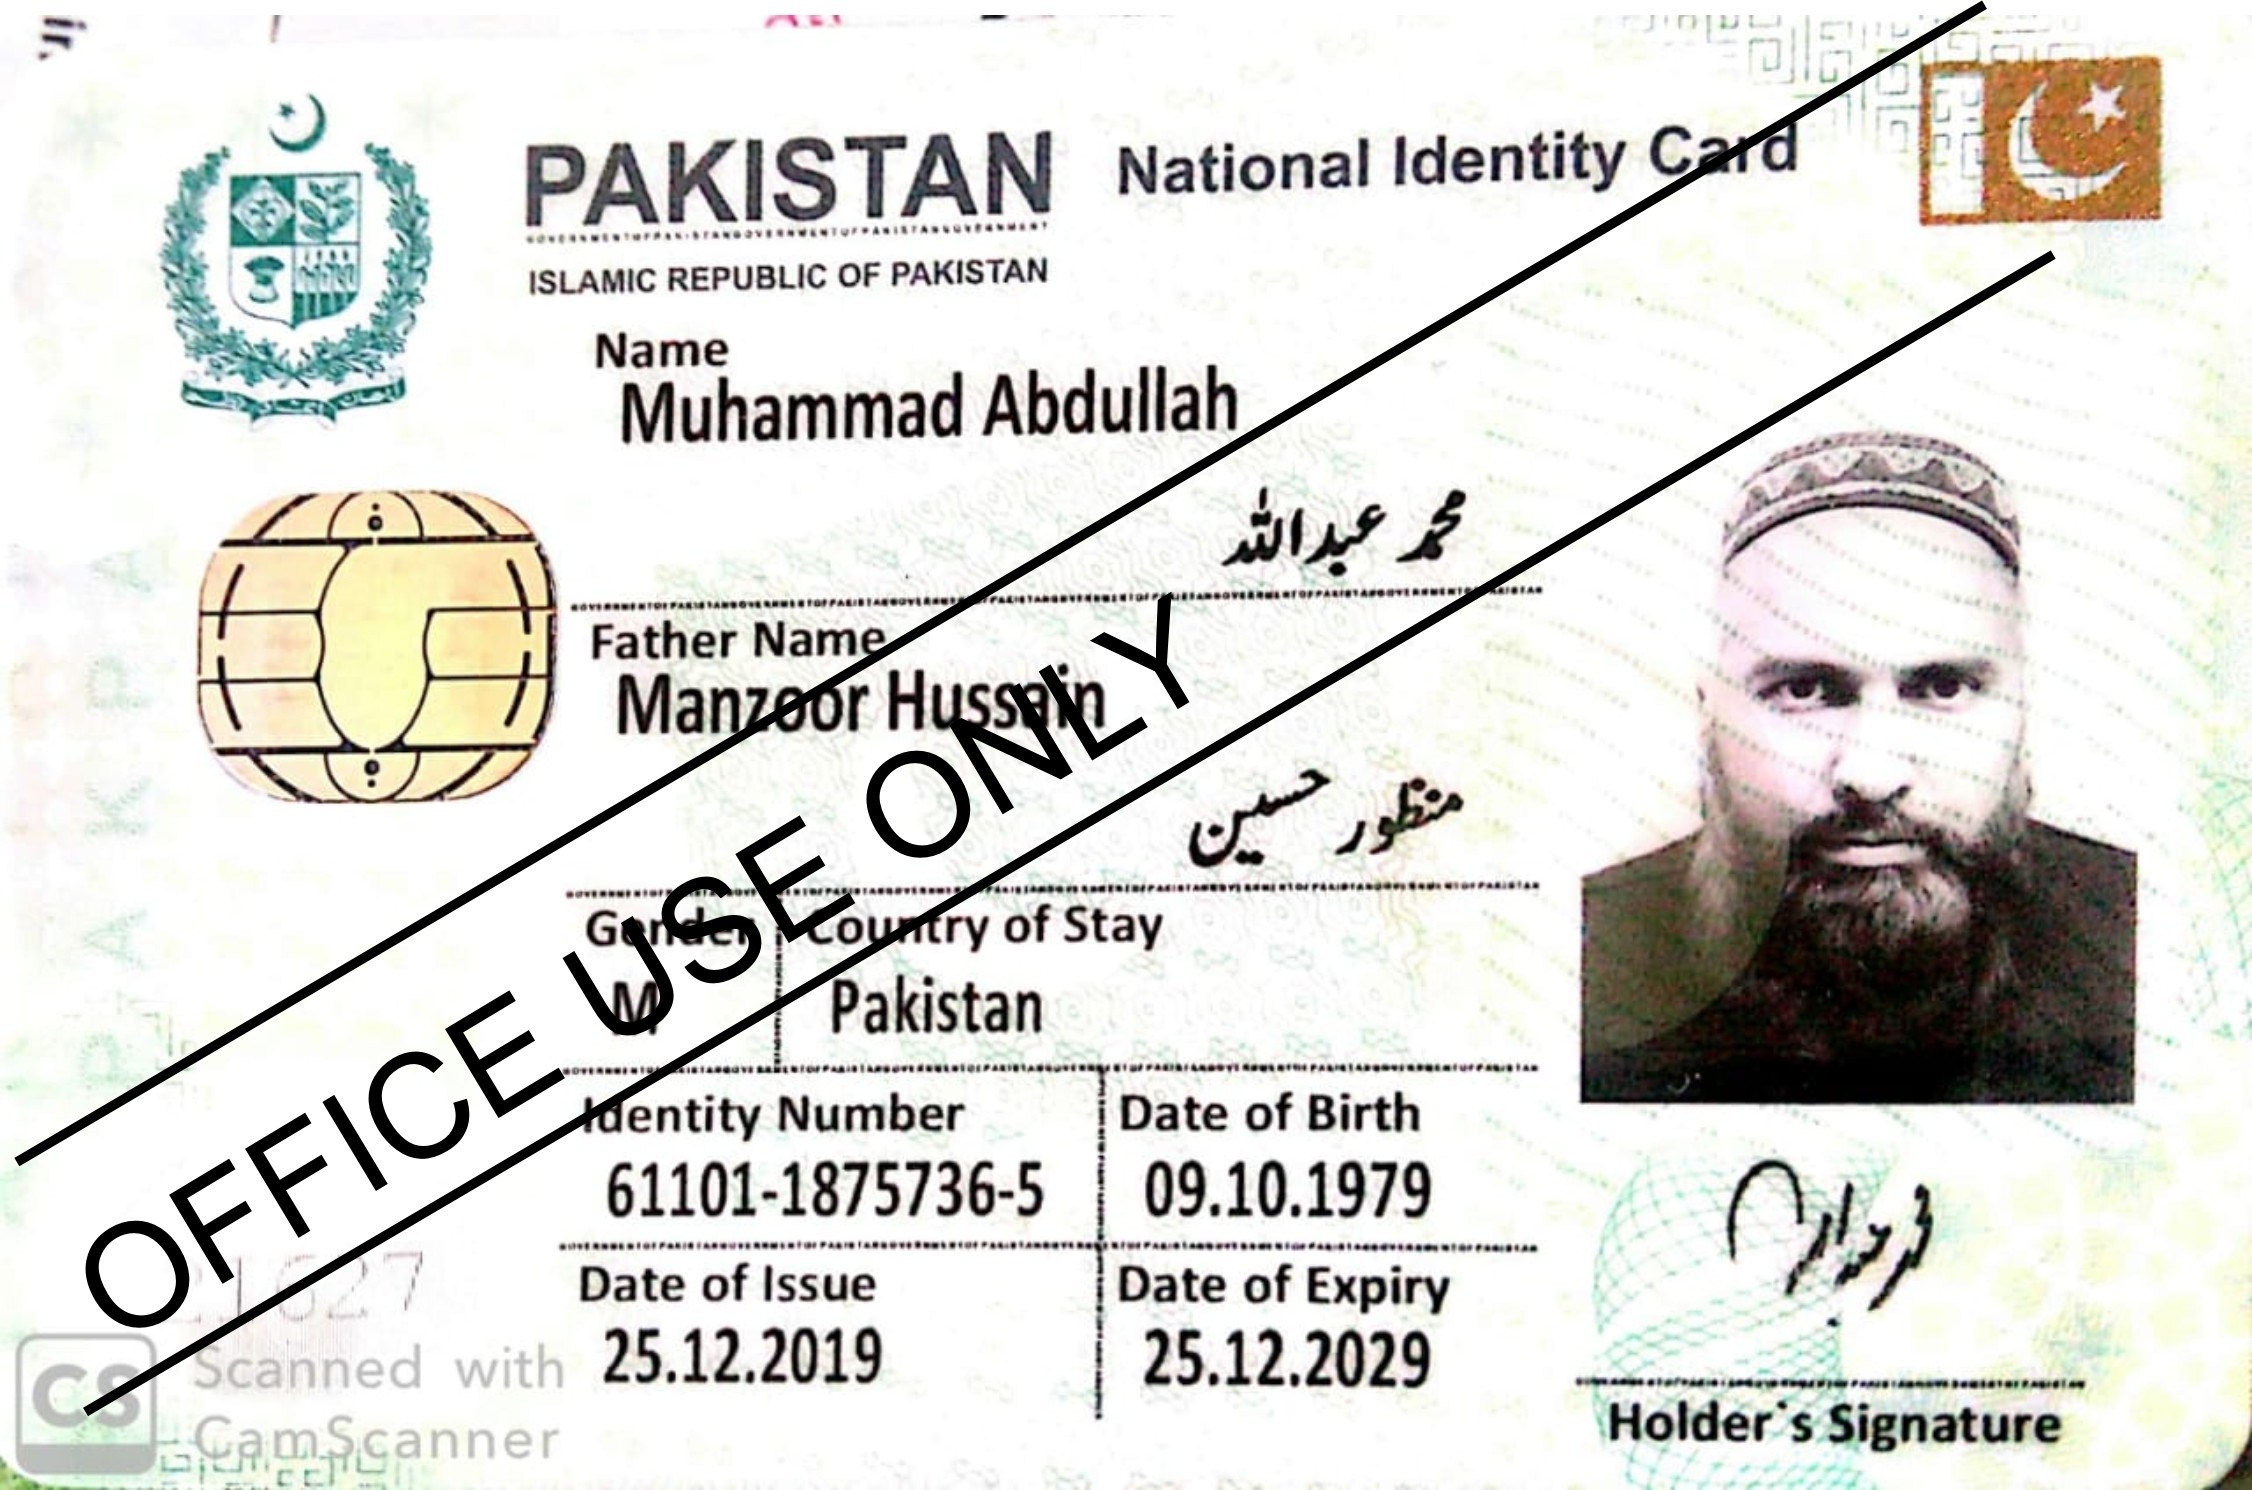 PAKISTAN National Identity Card
ISLAMIC REPUBLIC OF PAKISTAN
Name
Muhammad Abdullah
محمد عبداللہ
Father Name
Manzoor Hussain
منظور حسین
Gender Country of Stay
M Pakistan
Identity Number Date of Birth
61101-1875736-5 09.10.1979
Date of Issue Date of Expiry
25.12.2019 25.12.2029
Holder`s Signature
OFFICE USE ONLY
CS Scanned with
CamScanner